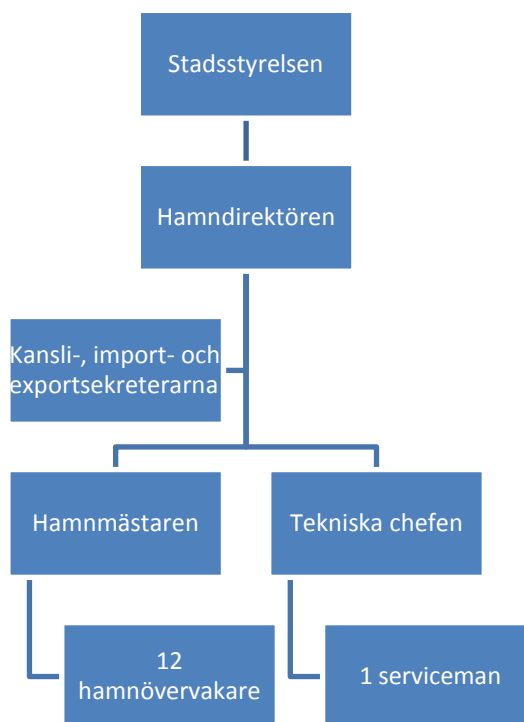 Stadsstyrelsen
Hamndirektören
Kansli-, import- och
exportsekreterarna
Hamnmästaren
Tekniska chefen
12
hamnövervakare
1 serviceman